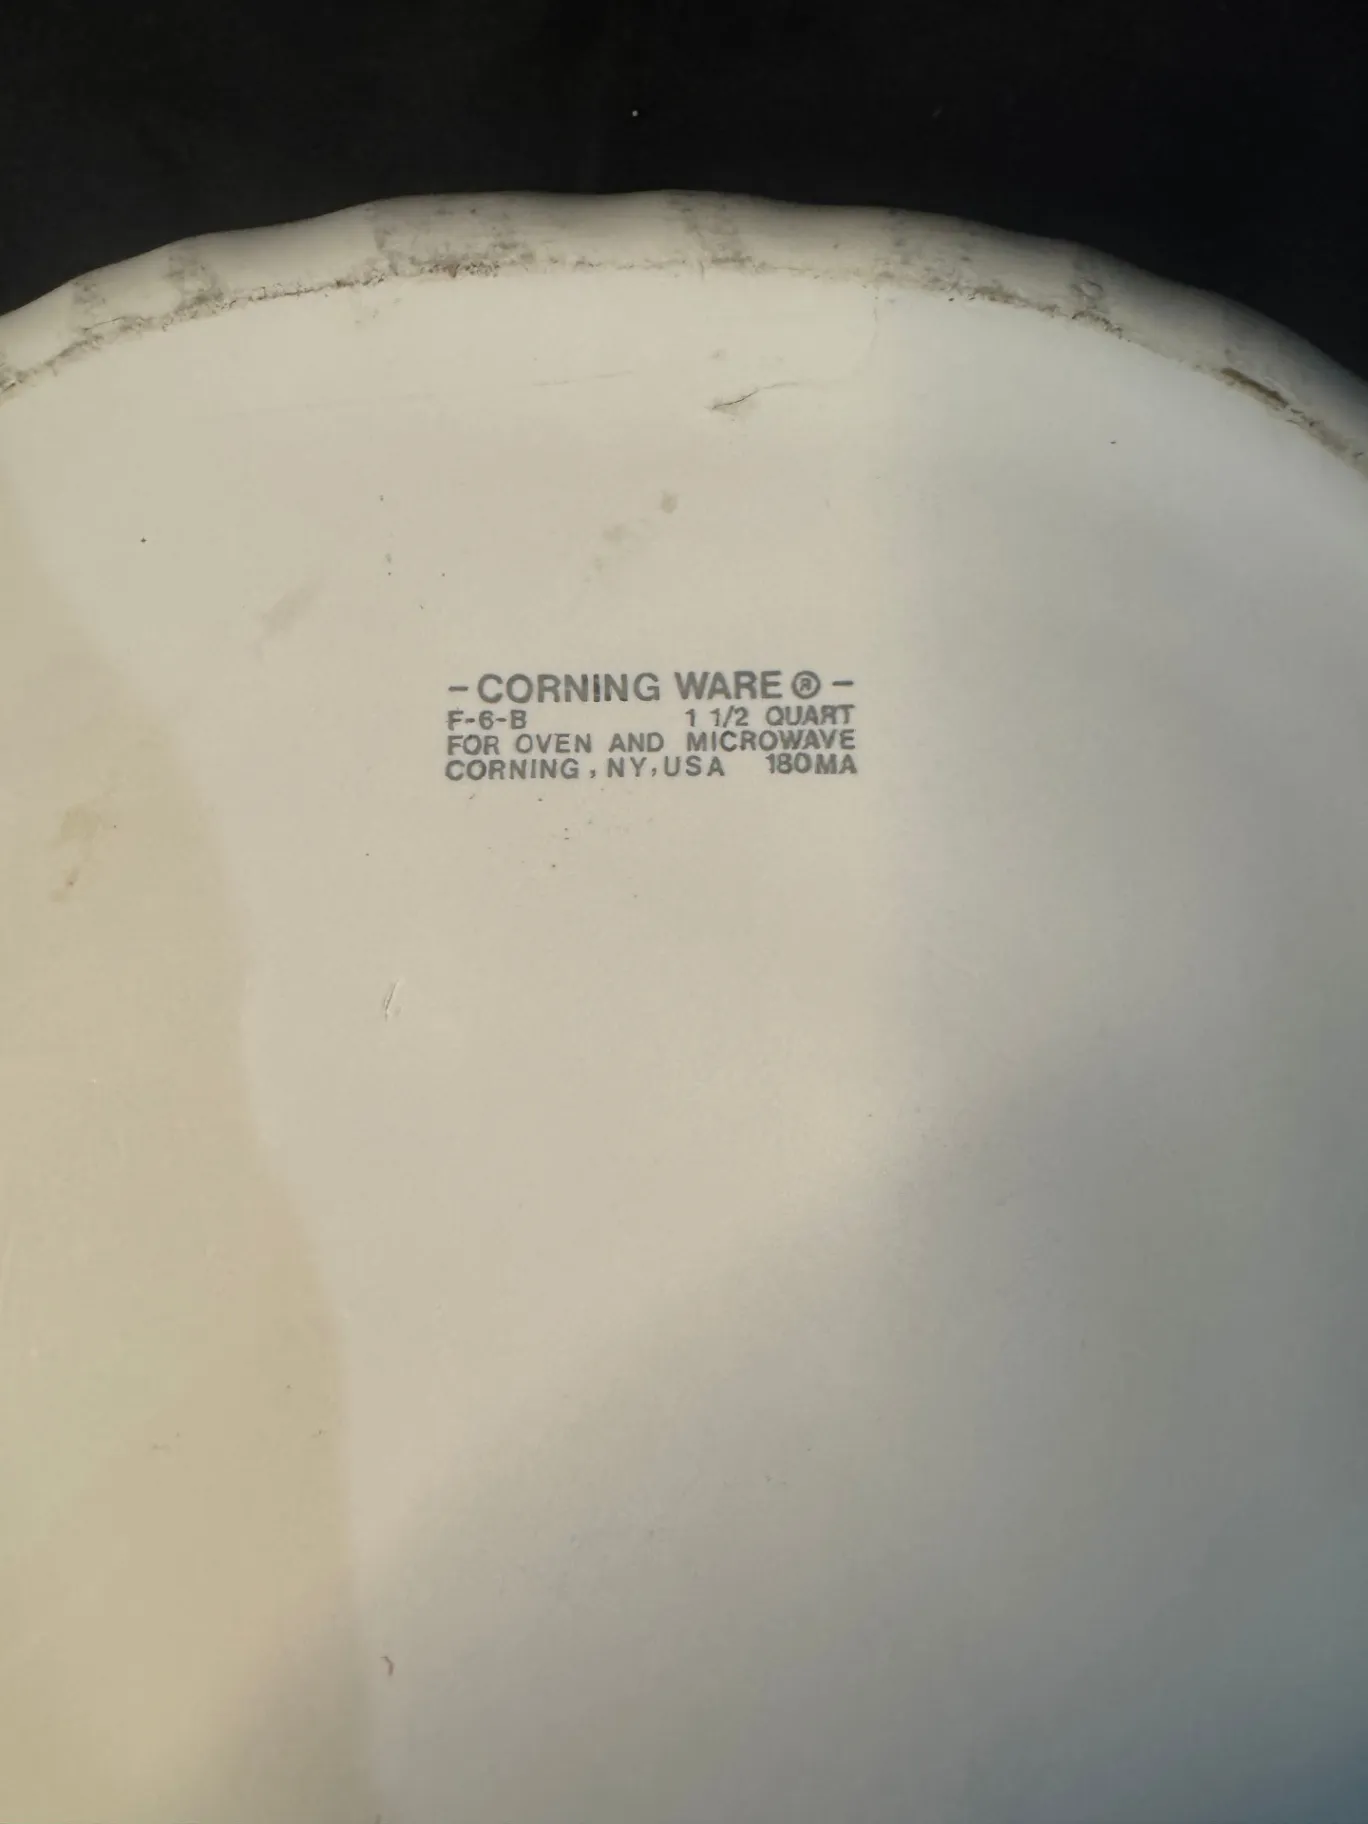 -CORNING WARE®-
F-6-B 1 1/2 QUART
FOR OVEN AND MICROWAVE
CORNING, NY, USA 180MA